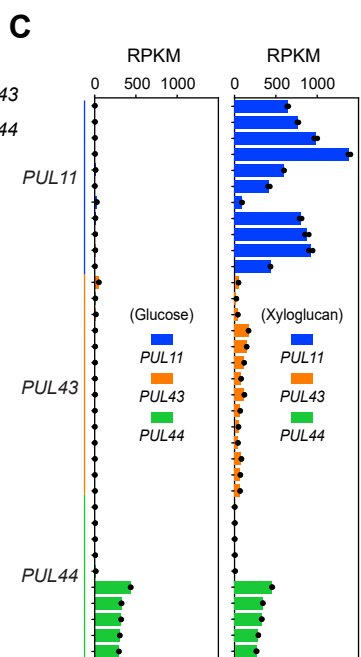 C
RPKM RPKM
0 500 1000 0 500 1000
43
44
PUL11
(Glucose) (Xyloglucan)
PUL11 PUL11
PUL43
PUL43 PUL43
PUL44 PUL44
PUL44